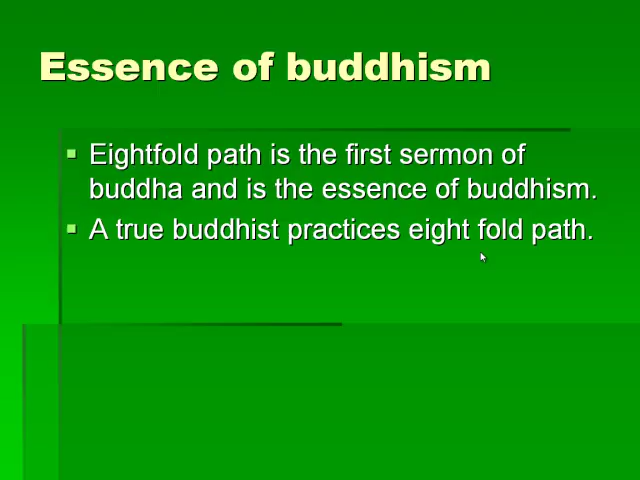 Essence of buddhism
Eightfold path is the first sermon of
buddha and is the essence of buddhism.
A true buddhist practices eight fold path.